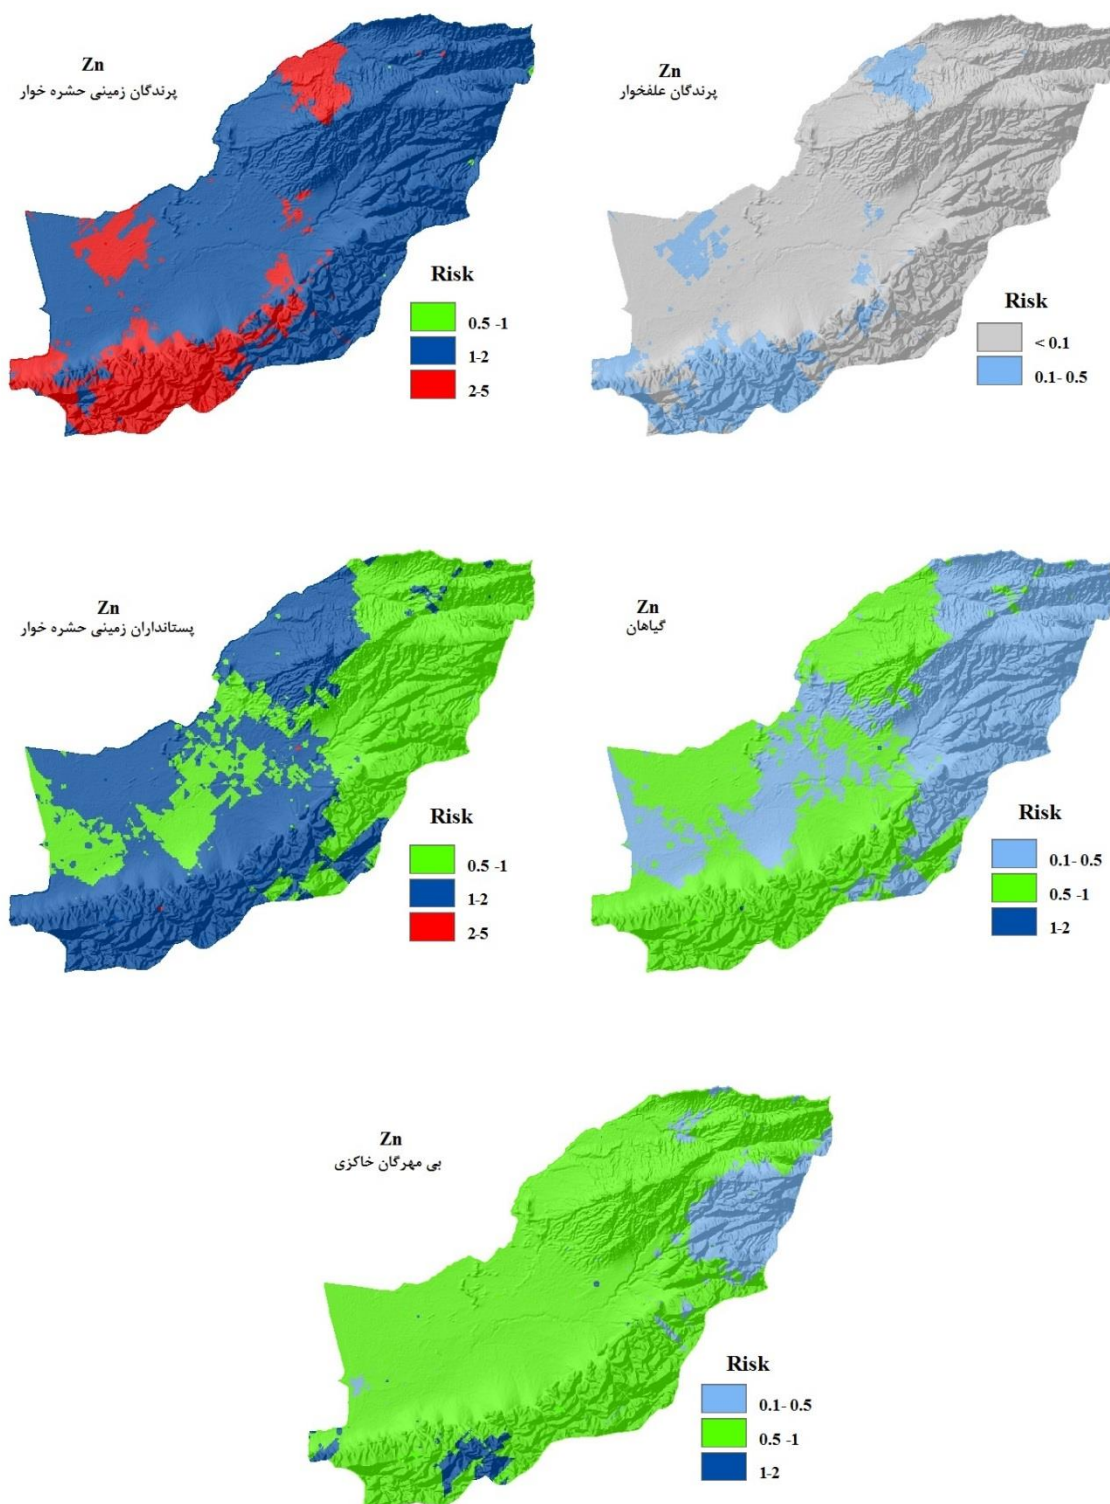 Zn
پرندگان زمینی حشره خوار
Risk
0.5 -1
1-2
2-5
Zn
پرندگان علفخوار
Risk
< 0.1
0.1- 0.5
Zn
پستانداران زمینی حشره خوار
Risk
0.5 -1
1-2
2-5
Zn
گیاهان
Risk
0.1- 0.5
0.5 -1
1-2
Zn
بی مهرگان خاکزی
Risk
0.1- 0.5
0.5 -1
1-2